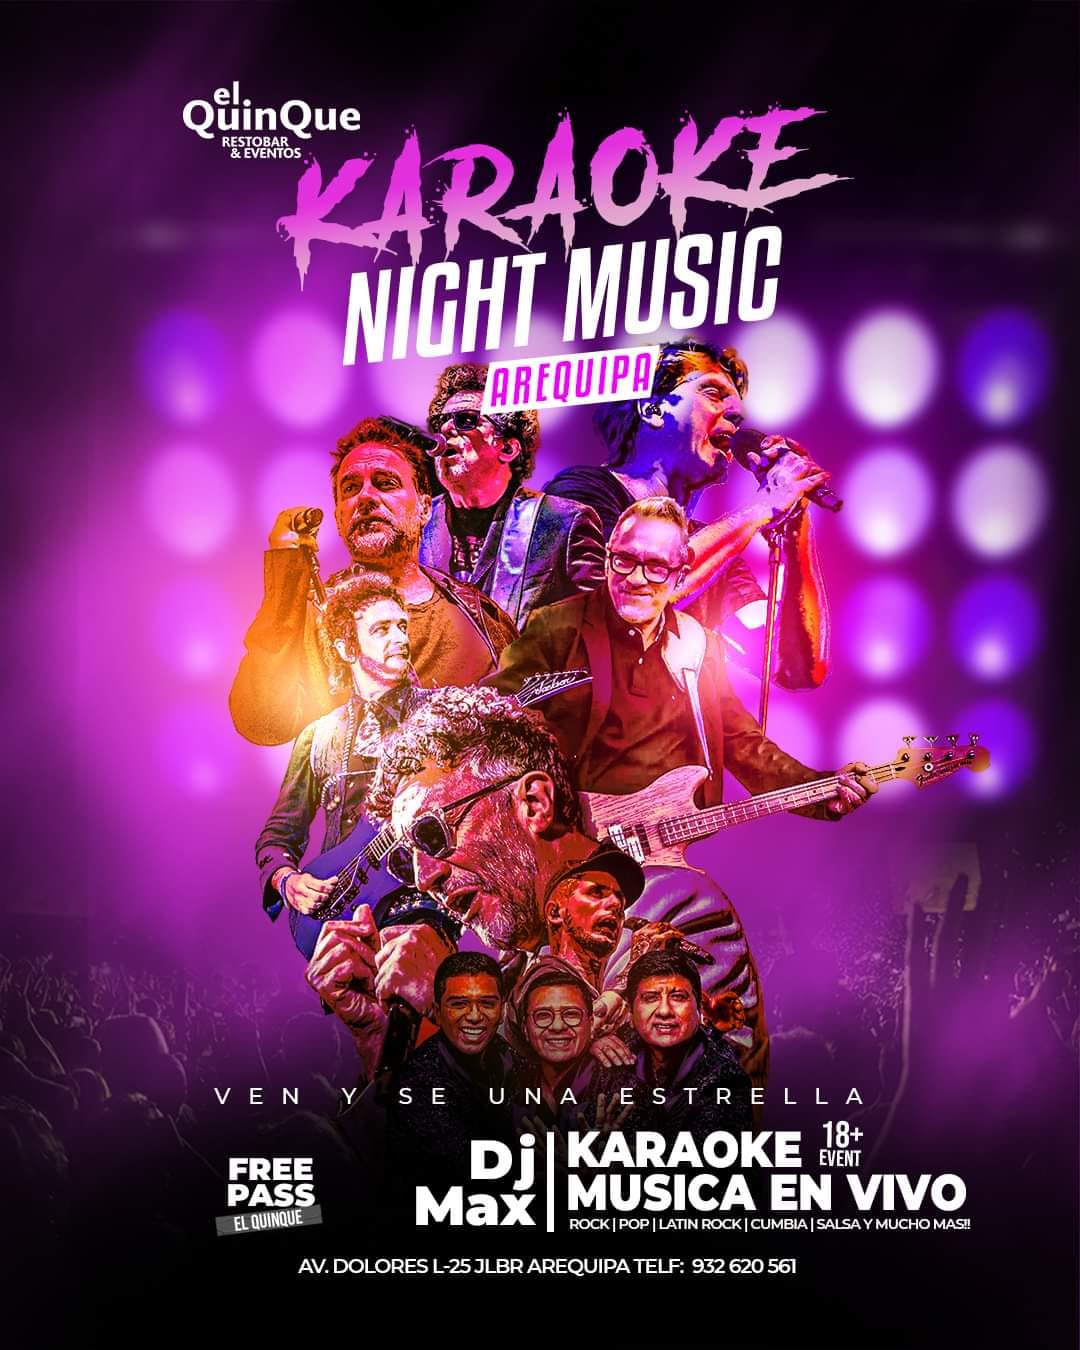 el
QuinQue
RESTOBAR
& EVENTOS
KARAOKE
NIGHT MUSIC
AREQUIPA
Jackson
VEN Y SE UNA ESTRELLA
FREE
PASS
EL QUINQUE
Dj
Max
KARAOKE
18+
EVENT
MUSICA EN VIVO
ROCK | POP | LATIN ROCK | CUMBIA | SALSA Y MUCHO MAS!!
AV. DOLORES L-25 JLBR AREQUIPA TELF: 932 620 561